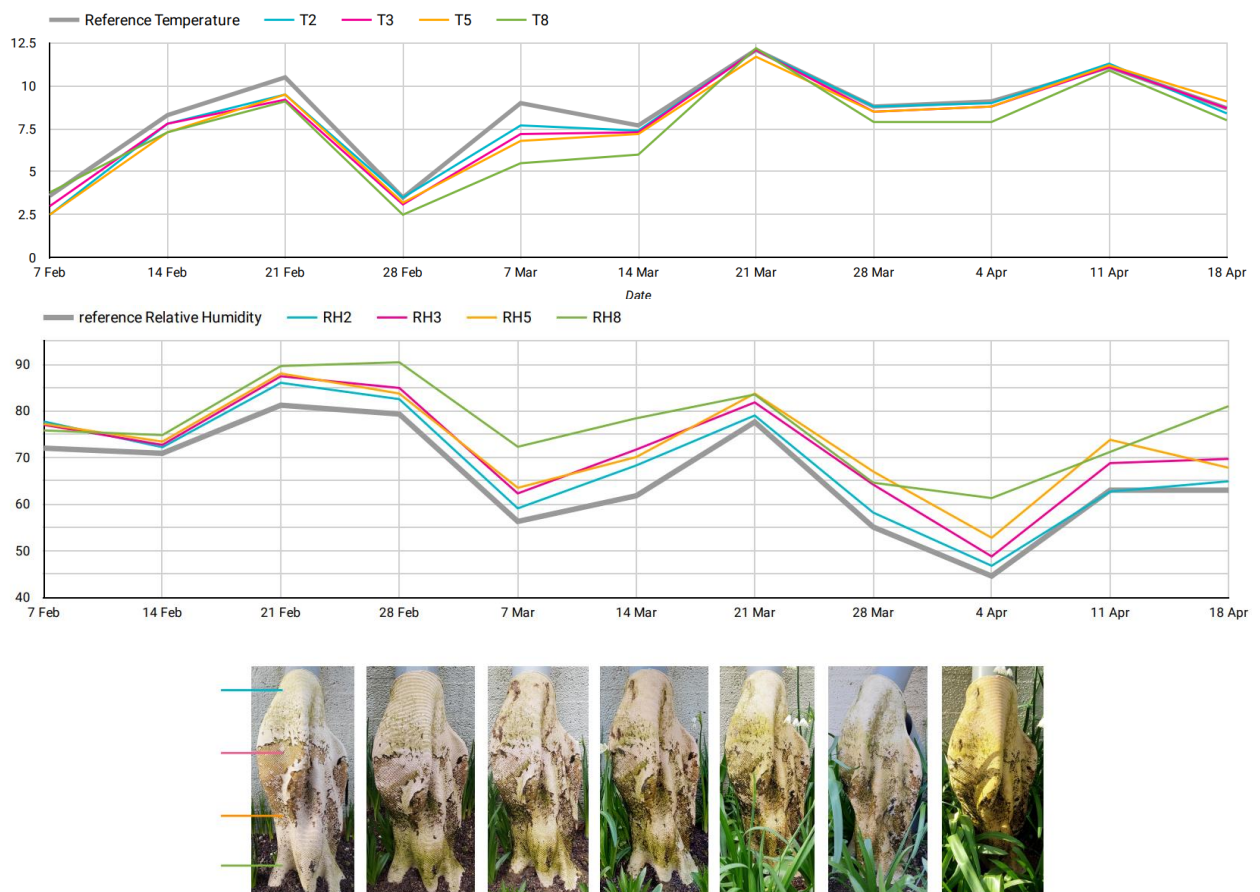 Reference Temperature T2 T3 T5 T8
12.5
10
7.5
5
2.5
0
7 Feb 14 Feb 21 Feb 28 Feb 7 Mar 14 Mar 21 Mar 28 Mar 4 Apr 11 Apr 18 Apr
Date
reference Relative Humidity RH2 RH3 RH5 RH8
90
80
70
60
50
40
7 Feb 14 Feb 21 Feb 28 Feb 7 Mar 14 Mar 21 Mar 28 Mar 4 Apr 11 Apr 18 Apr